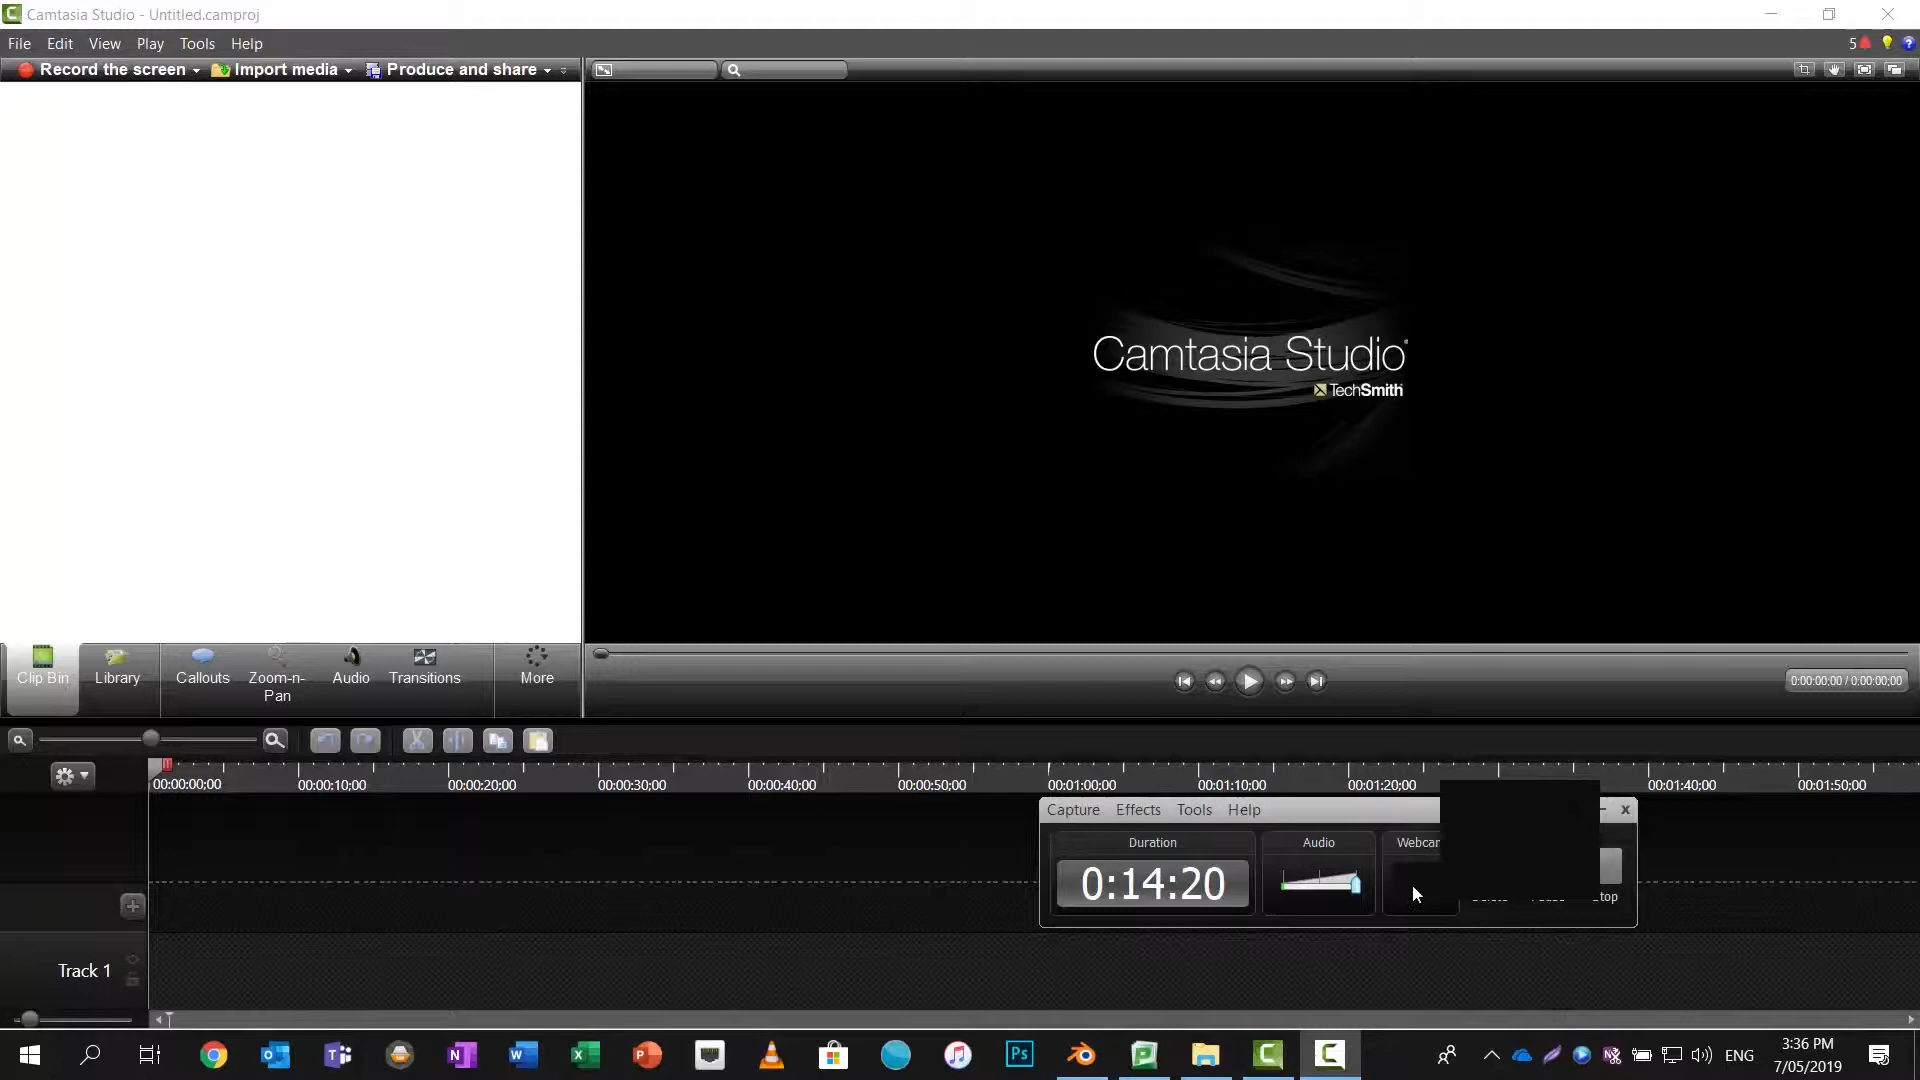 Camtasia Studio - Untitled.camproj
File Edit View Play Tools Help
5
Record the screen Import media Produce and share
Camtasia Studio
TechSmith
Clip Bin Library Callouts Zoom-n-Pan Audio Transitions More
0:00:00;00 / 0:00:00;00
00:00:00;00 00:00:10;00 00:00:20;00 00:00:30;00 00:00:40;00 00:00:50;00 00:01:00;00 00:01:10;00 00:01:20;00 00:01:40;00 00:01:50;00
Capture Effects Tools Help
Duration Audio Webcam
0:14:20
Track 1
ENG
3:36 PM
7/05/2019